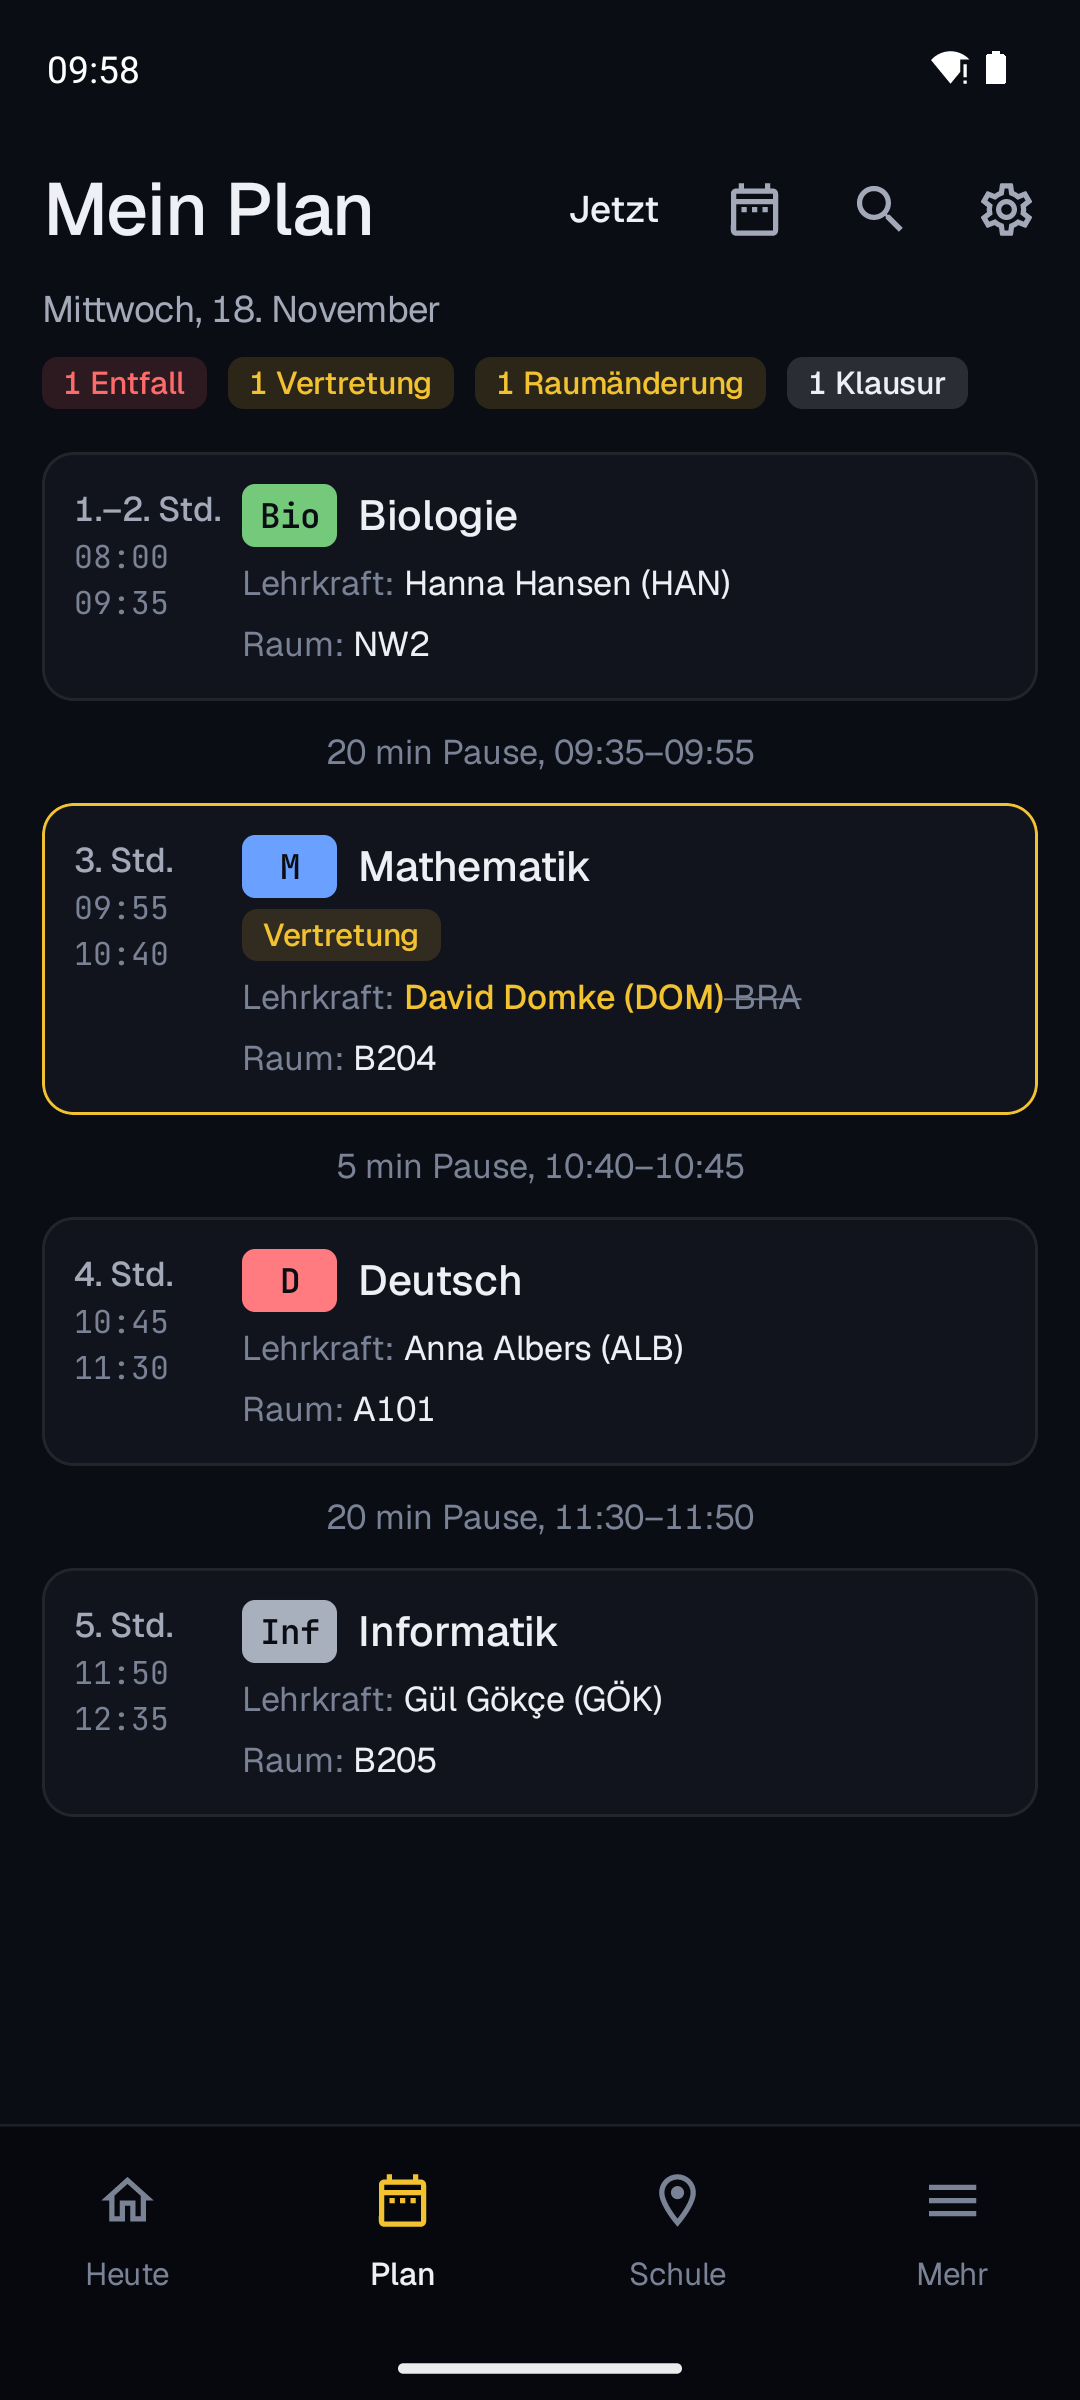 09:58
Mein Plan
Jetzt
Mittwoch, 18. November
1 Entfall
1 Vertretung
1 Raumänderung
1 Klausur
1.–2. Std.
08:00
09:35
Bio
Biologie
Lehrkraft: Hanna Hansen (HAN)
Raum: NW2
20 min Pause, 09:35–09:55
3. Std.
09:55
10:40
M
Mathematik
Vertretung
Lehrkraft: David Domke (DOM) BRA
Raum: B204
5 min Pause, 10:40–10:45
4. Std.
10:45
11:30
D
Deutsch
Lehrkraft: Anna Albers (ALB)
Raum: A101
20 min Pause, 11:30–11:50
5. Std.
11:50
12:35
Inf
Informatik
Lehrkraft: Gül Gökçe (GÖK)
Raum: B205
Heute
Plan
Schule
Mehr